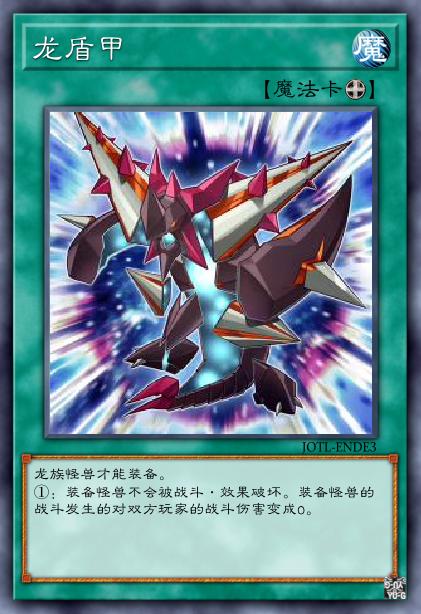 龙盾甲
魔
【魔法卡】
JOTL-ENDE3
龙族怪兽才能装备。
①：装备怪兽不会被战斗·效果破坏。装备怪兽的
战斗发生的对双方玩家的战斗伤害变成0。